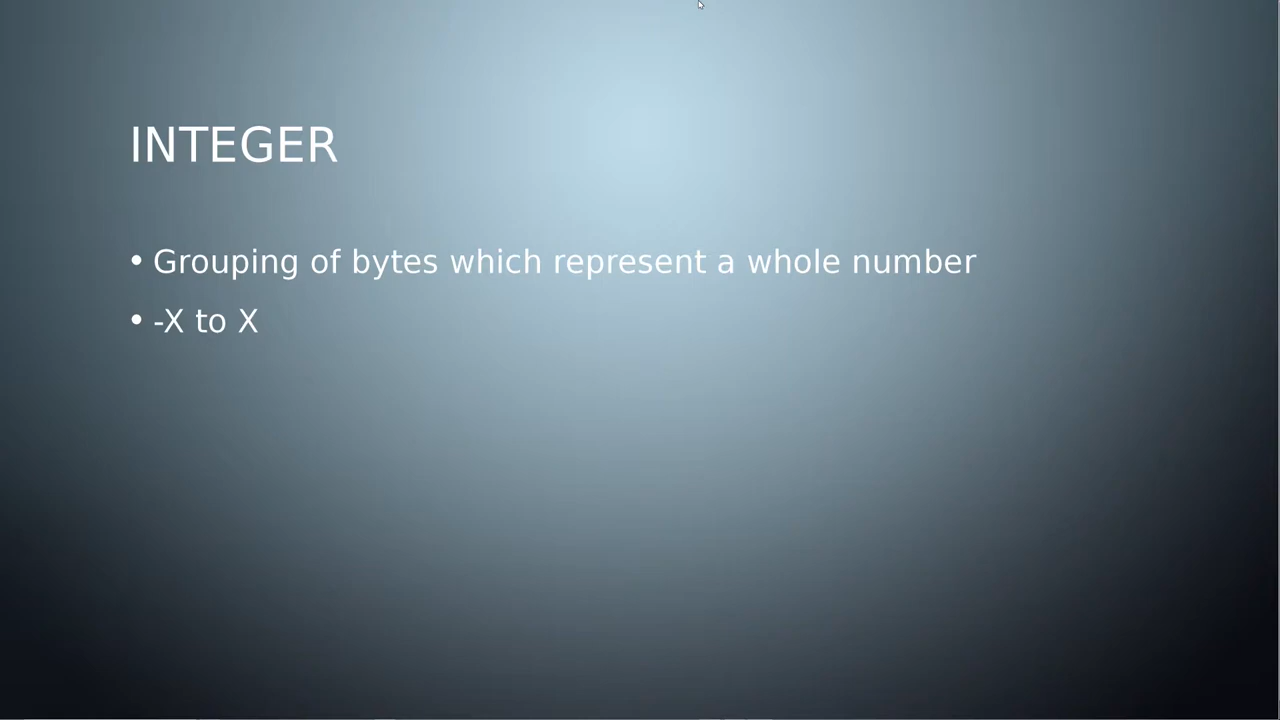 INTEGER
• Grouping of bytes which represent a whole number
• -X to X